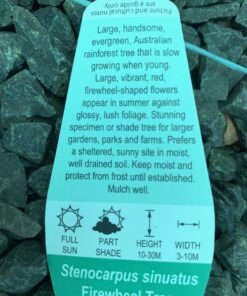 Picture and cultural notes
are a guide only.
Large, handsome,
evergreen, Australian
rainforest tree that is slow
growing when young.
Large, vibrant, red,
firewheel-shaped flowers
appear in summer against
glossy, lush foliage. Stunning
specimen or shade tree for larger
gardens, parks and farms. Prefers
a sheltered, sunny site in moist,
well drained soil. Keep moist and
protect from frost until established.
Mulch well.
FULL SUN
PART SHADE
HEIGHT 10-30M
WIDTH 3-10M
Stenocarpus sinuatus
Firewheel Tree